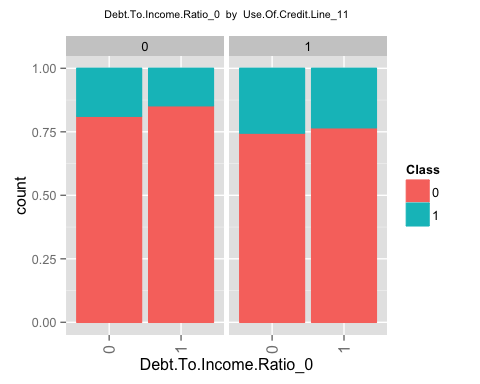 Debt.To.Income.Ratio_0 by Use.Of.Credit.Line_11
0 1
1.00
0.75
0.50
0.25
0.00
count
0 1 0 1
Debt.To.Income.Ratio_0
Class
0
1